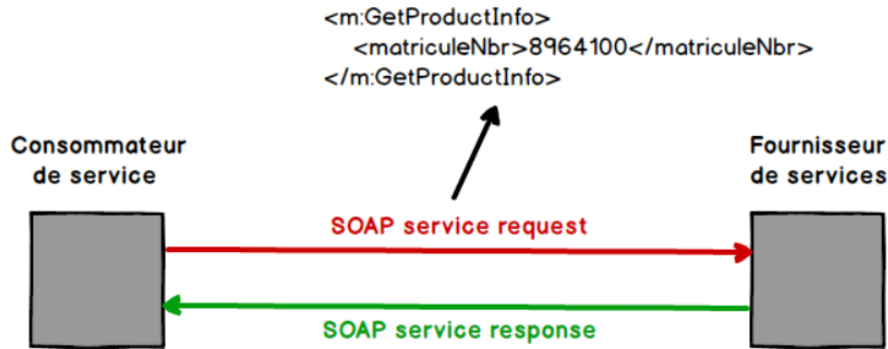 <m:GetProductInfo>
<matriculeNbr>8964100</matriculeNbr>
</m:GetProductInfo>
Consommateur
de service
Fournisseur
de services
SOAP service request
SOAP service response